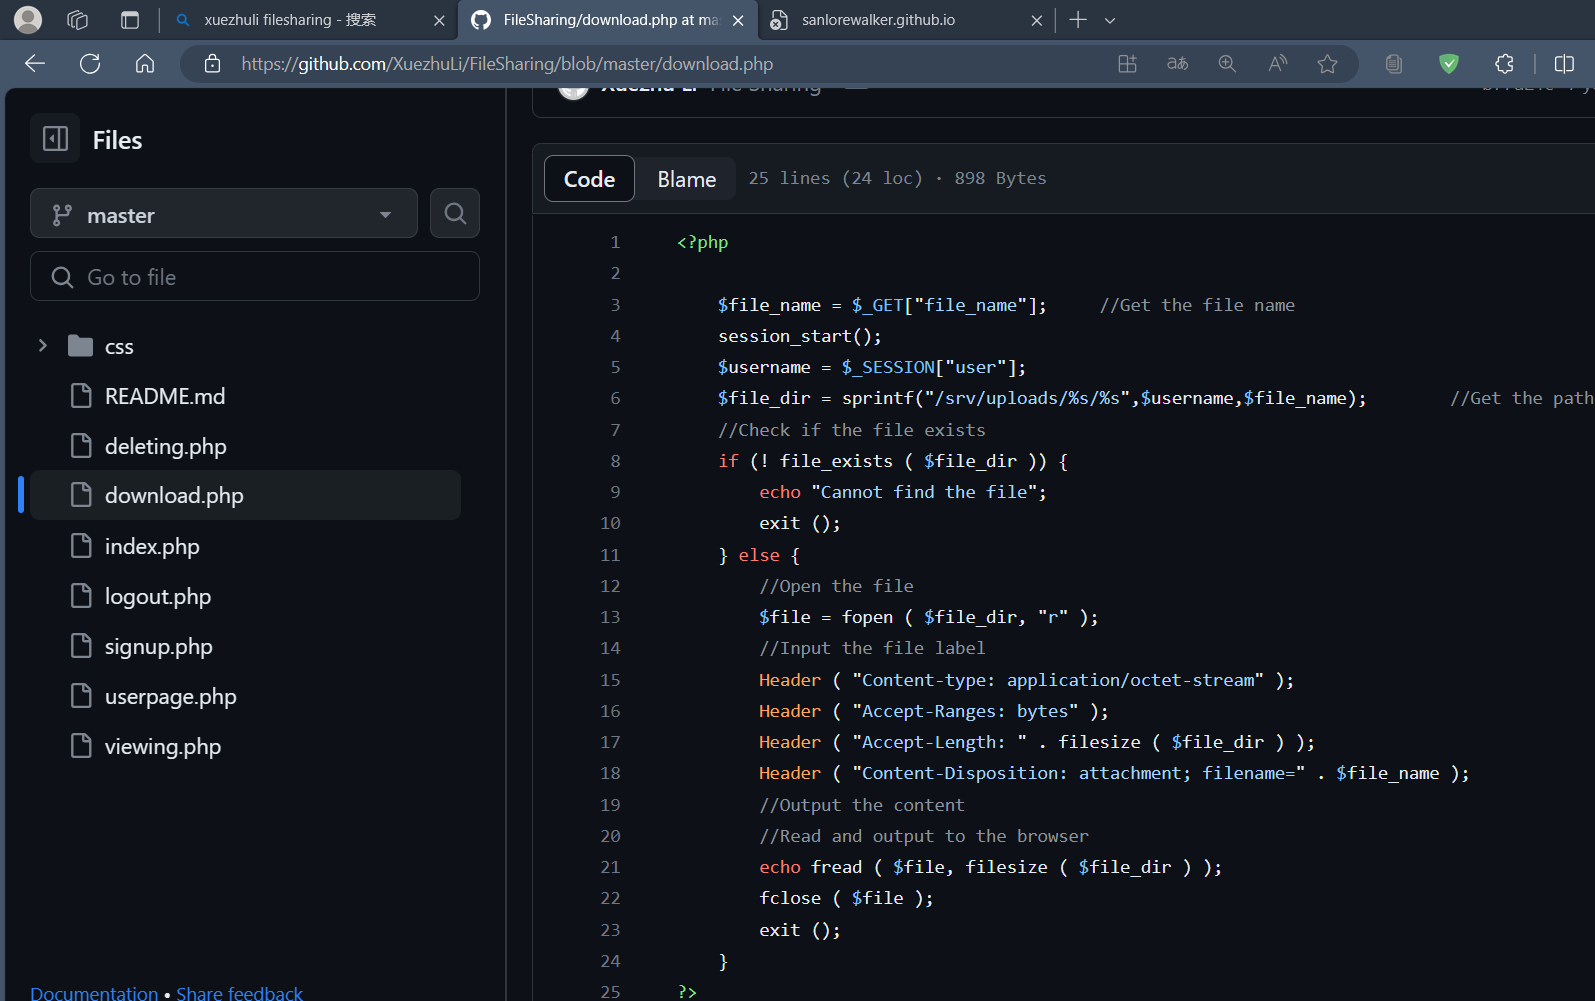 xuezhuli filesharing - 搜索
FileSharing/download.php at ma
sanlorewalker.github.io
https://github.com/XuezhuLi/FileSharing/blob/master/download.php
Files
master
Go to file
css
README.md
deleting.php
download.php
index.php
logout.php
signup.php
userpage.php
viewing.php
Documentation • Share feedback
Xuezhu Li File Sharing
Code Blame 25 lines (24 loc) · 898 Bytes
1 <?php
2
3 $file_name = $_GET["file_name"]; //Get the file name
4 session_start();
5 $username = $_SESSION["user"];
6 $file_dir = sprintf("/srv/uploads/%s/%s",$username,$file_name); //Get the path
7 //Check if the file exists
8 if (! file_exists ( $file_dir )) {
9 echo "Cannot find the file";
10 exit ();
11 } else {
12 //Open the file
13 $file = fopen ( $file_dir, "r" );
14 //Input the file label
15 Header ( "Content-type: application/octet-stream" );
16 Header ( "Accept-Ranges: bytes" );
17 Header ( "Accept-Length: " . filesize ( $file_dir ) );
18 Header ( "Content-Disposition: attachment; filename=" . $file_name );
19 //Output the content
20 //Read and output to the browser
21 echo fread ( $file, filesize ( $file_dir ) );
22 fclose ( $file );
23 exit ();
24 }
25 ?>